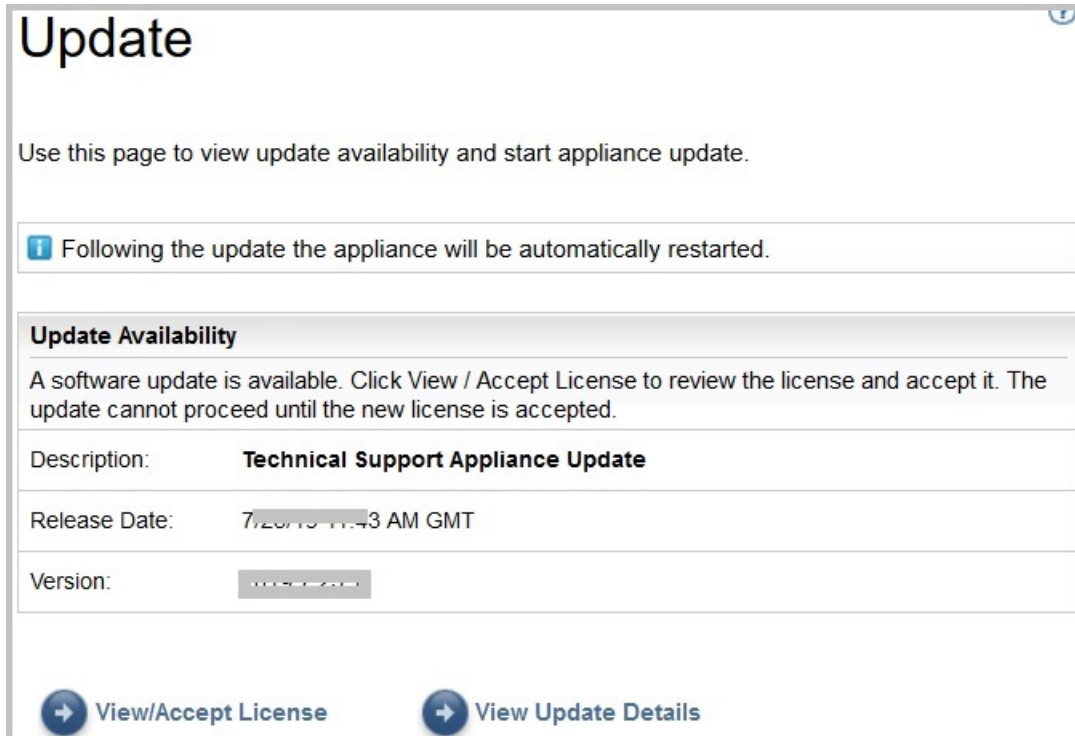 Update
Use this page to view update availability and start appliance update.
Following the update the appliance will be automatically restarted.
Update Availability
A software update is available. Click View / Accept License to review the license and accept it. The
update cannot proceed until the new license is accepted.
Description: Technical Support Appliance Update
Release Date: AM GMT
Version:
View/Accept License View Update Details